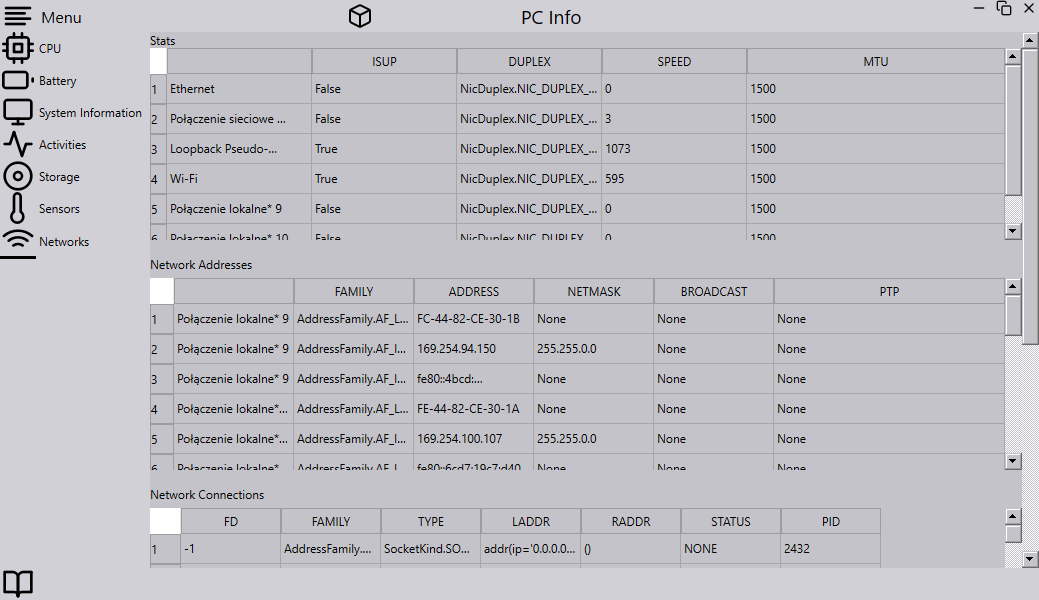 Menu
PC Info
CPU
Battery
System Information
Activities
Storage
Sensors
Networks
Stats
ISUP DUPLEX SPEED MTU
1 Ethernet False NicDuplex.NIC_DUPLEX_... 0 1500
2 Połączenie sieciowe ... False NicDuplex.NIC_DUPLEX_... 3 1500
3 Loopback Pseudo-... True NicDuplex.NIC_DUPLEX_... 1073 1500
4 Wi-Fi True NicDuplex.NIC_DUPLEX_... 595 1500
5 Połączenie lokalne* 9 False NicDuplex.NIC_DUPLEX_... 0 1500
6 Połączenie lokalne* 10 False NicDuplex.NIC_DUPLEX_... 0 1500
Network Addresses
FAMILY ADDRESS NETMASK BROADCAST PTP
1 Połączenie lokalne* 9 AddressFamily.AF_L... FC-44-82-CE-30-1B None None None
2 Połączenie lokalne* 9 AddressFamily.AF_I... 169.254.94.150 255.255.0.0 None None
3 Połączenie lokalne* 9 AddressFamily.AF_I... fe80::4bcd:... None None None
4 Połączenie lokalne*... AddressFamily.AF_L... FE-44-82-CE-30-1A None None None
5 Połączenie lokalne*... AddressFamily.AF_I... 169.254.100.107 255.255.0.0 None None
6 Połączenie lokalne*... AddressFamily.AF_I... fe80::6cd7:19c7:d40... None None None
Network Connections
FD FAMILY TYPE LADDR RADDR STATUS PID
1 -1 AddressFamily.... SocketKind.SO... addr(ip='0.0.0.0... () NONE 2432